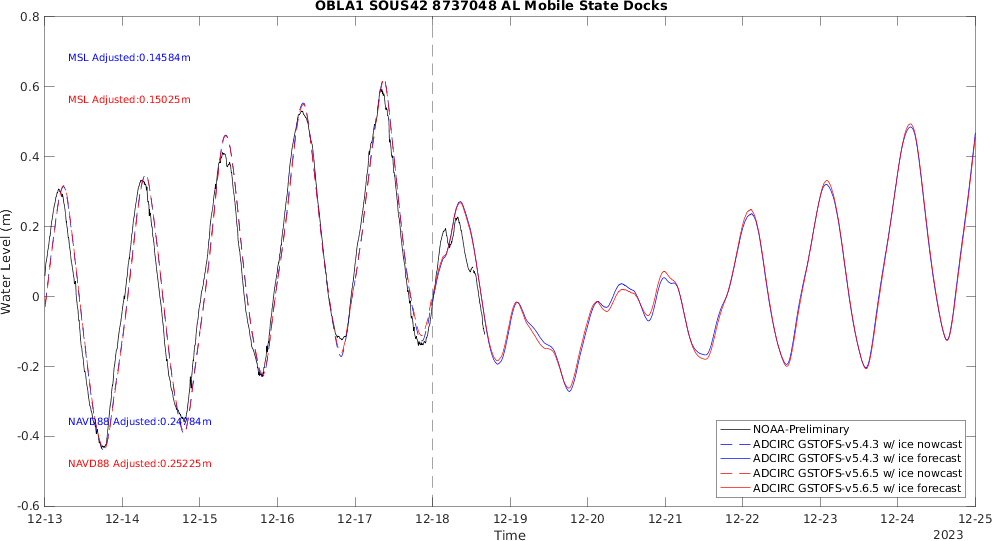 OBLA1 SOUS42 8737048 AL Mobile State Docks
0.8
0.6
0.4
0.2
0
-0.2
-0.4
-0.6
Water Level (m)
MSL Adjusted:0.14584m
MSL Adjusted:0.15025m
NAVD88 Adjusted:0.24784m
NAVD88 Adjusted:0.25225m
NOAA-Preliminary
ADCIRC GSTOFS-v5.4.3 w/ ice nowcast
ADCIRC GSTOFS-v5.4.3 w/ ice forecast
ADCIRC GSTOFS-v5.6.5 w/ ice nowcast
ADCIRC GSTOFS-v5.6.5 w/ ice forecast
12-13 12-14 12-15 12-16 12-17 12-18 12-19 12-20 12-21 12-22 12-23 12-24 12-25
Time
2023